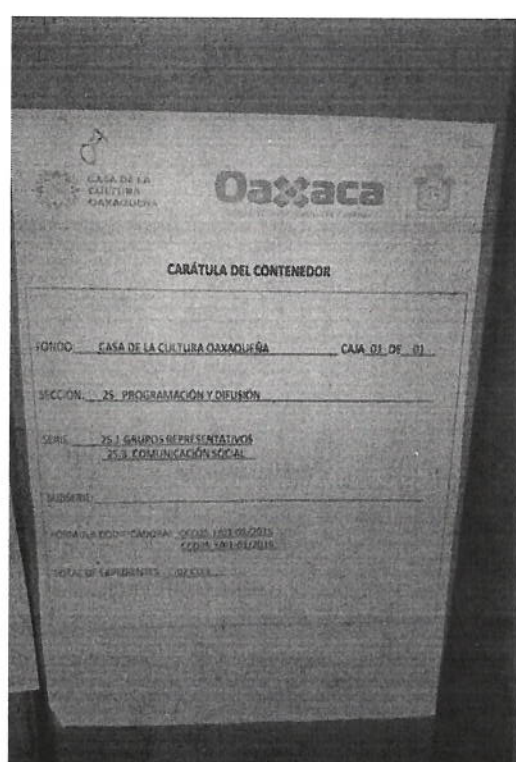 CASA DE LA
CULTURA
OAXAQUEÑA
Oaxaca
CARÁTULA DEL CONTENEDOR
FONDO: CASA DE LA CULTURA OAXAQUEÑA CAJA 01 DE 01
SECCIÓN: 25. PROGRAMACIÓN Y DIFUSIÓN
SERIE: 25.1 GRUPOS REPRESENTATIVOS
25.3 COMUNICACIÓN SOCIAL
SUBSERIE:
TOTAL DE EXPEDIENTES